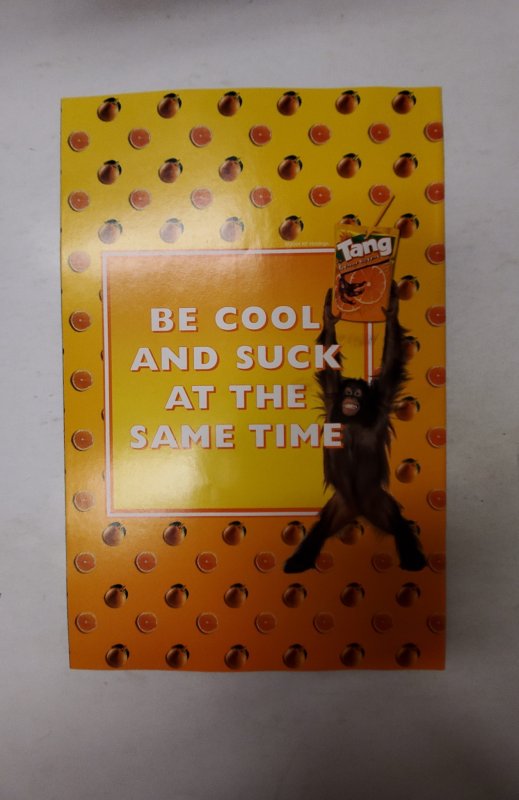 Tang
BE COOL
AND SUCK
AT THE
SAME TIME